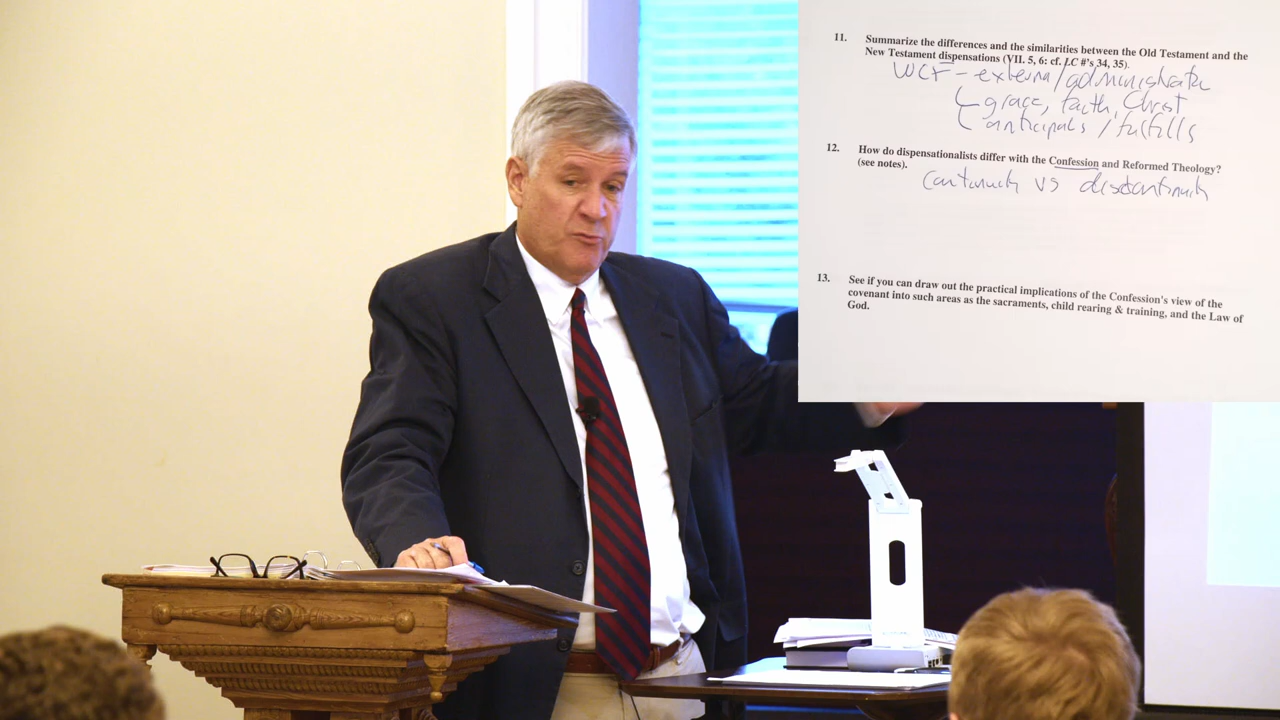 11. Summarize the differences and the similarities between the Old Testament and the
New Testament dispensations (VII. 5, 6: cf. LC #'s 34, 35).
WCF - external/administration
grace, faith, Christ
anticipates / fulfills
12. How do dispensationalists differ with the Confession and Reformed Theology?
(see notes).
continuity vs discontinuity
13. See if you can draw out the practical implications of the Confession's view of the
covenant into such areas as the sacraments, child rearing & training, and the Law of
God.